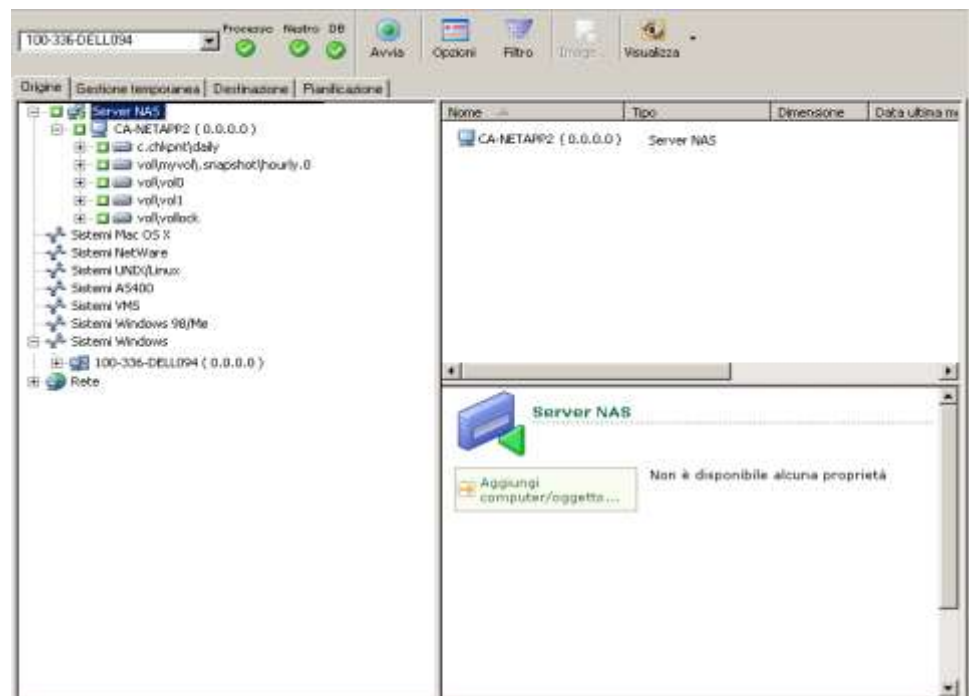 100-336-DELL094
Processo Nastro DB
Avvia
Opzioni
Filtro
Image...
Visualizza
Origine
Gestione temporanea
Destinazione
Pianificazione
Server NAS
CA-NETAPP2 ( 0.0.0.0 )
c.chkpnt\daily
vol\myvol\.snapshot\hourly.0
vol\vol0
vol\vol1
vol\vollock
Sistemi Mac OS X
Sistemi NetWare
Sistemi UNIX/Linux
Sistemi AS400
Sistemi VMS
Sistemi Windows 98/Me
Sistemi Windows
100-336-DELL094 ( 0.0.0.0 )
Rete
Nome Tipo Dimensione Data ultima m
CA-NETAPP2 ( 0.0.0.0 ) Server NAS
Server NAS
Aggiungi
computer/oggetto...
Non è disponibile alcuna proprietà